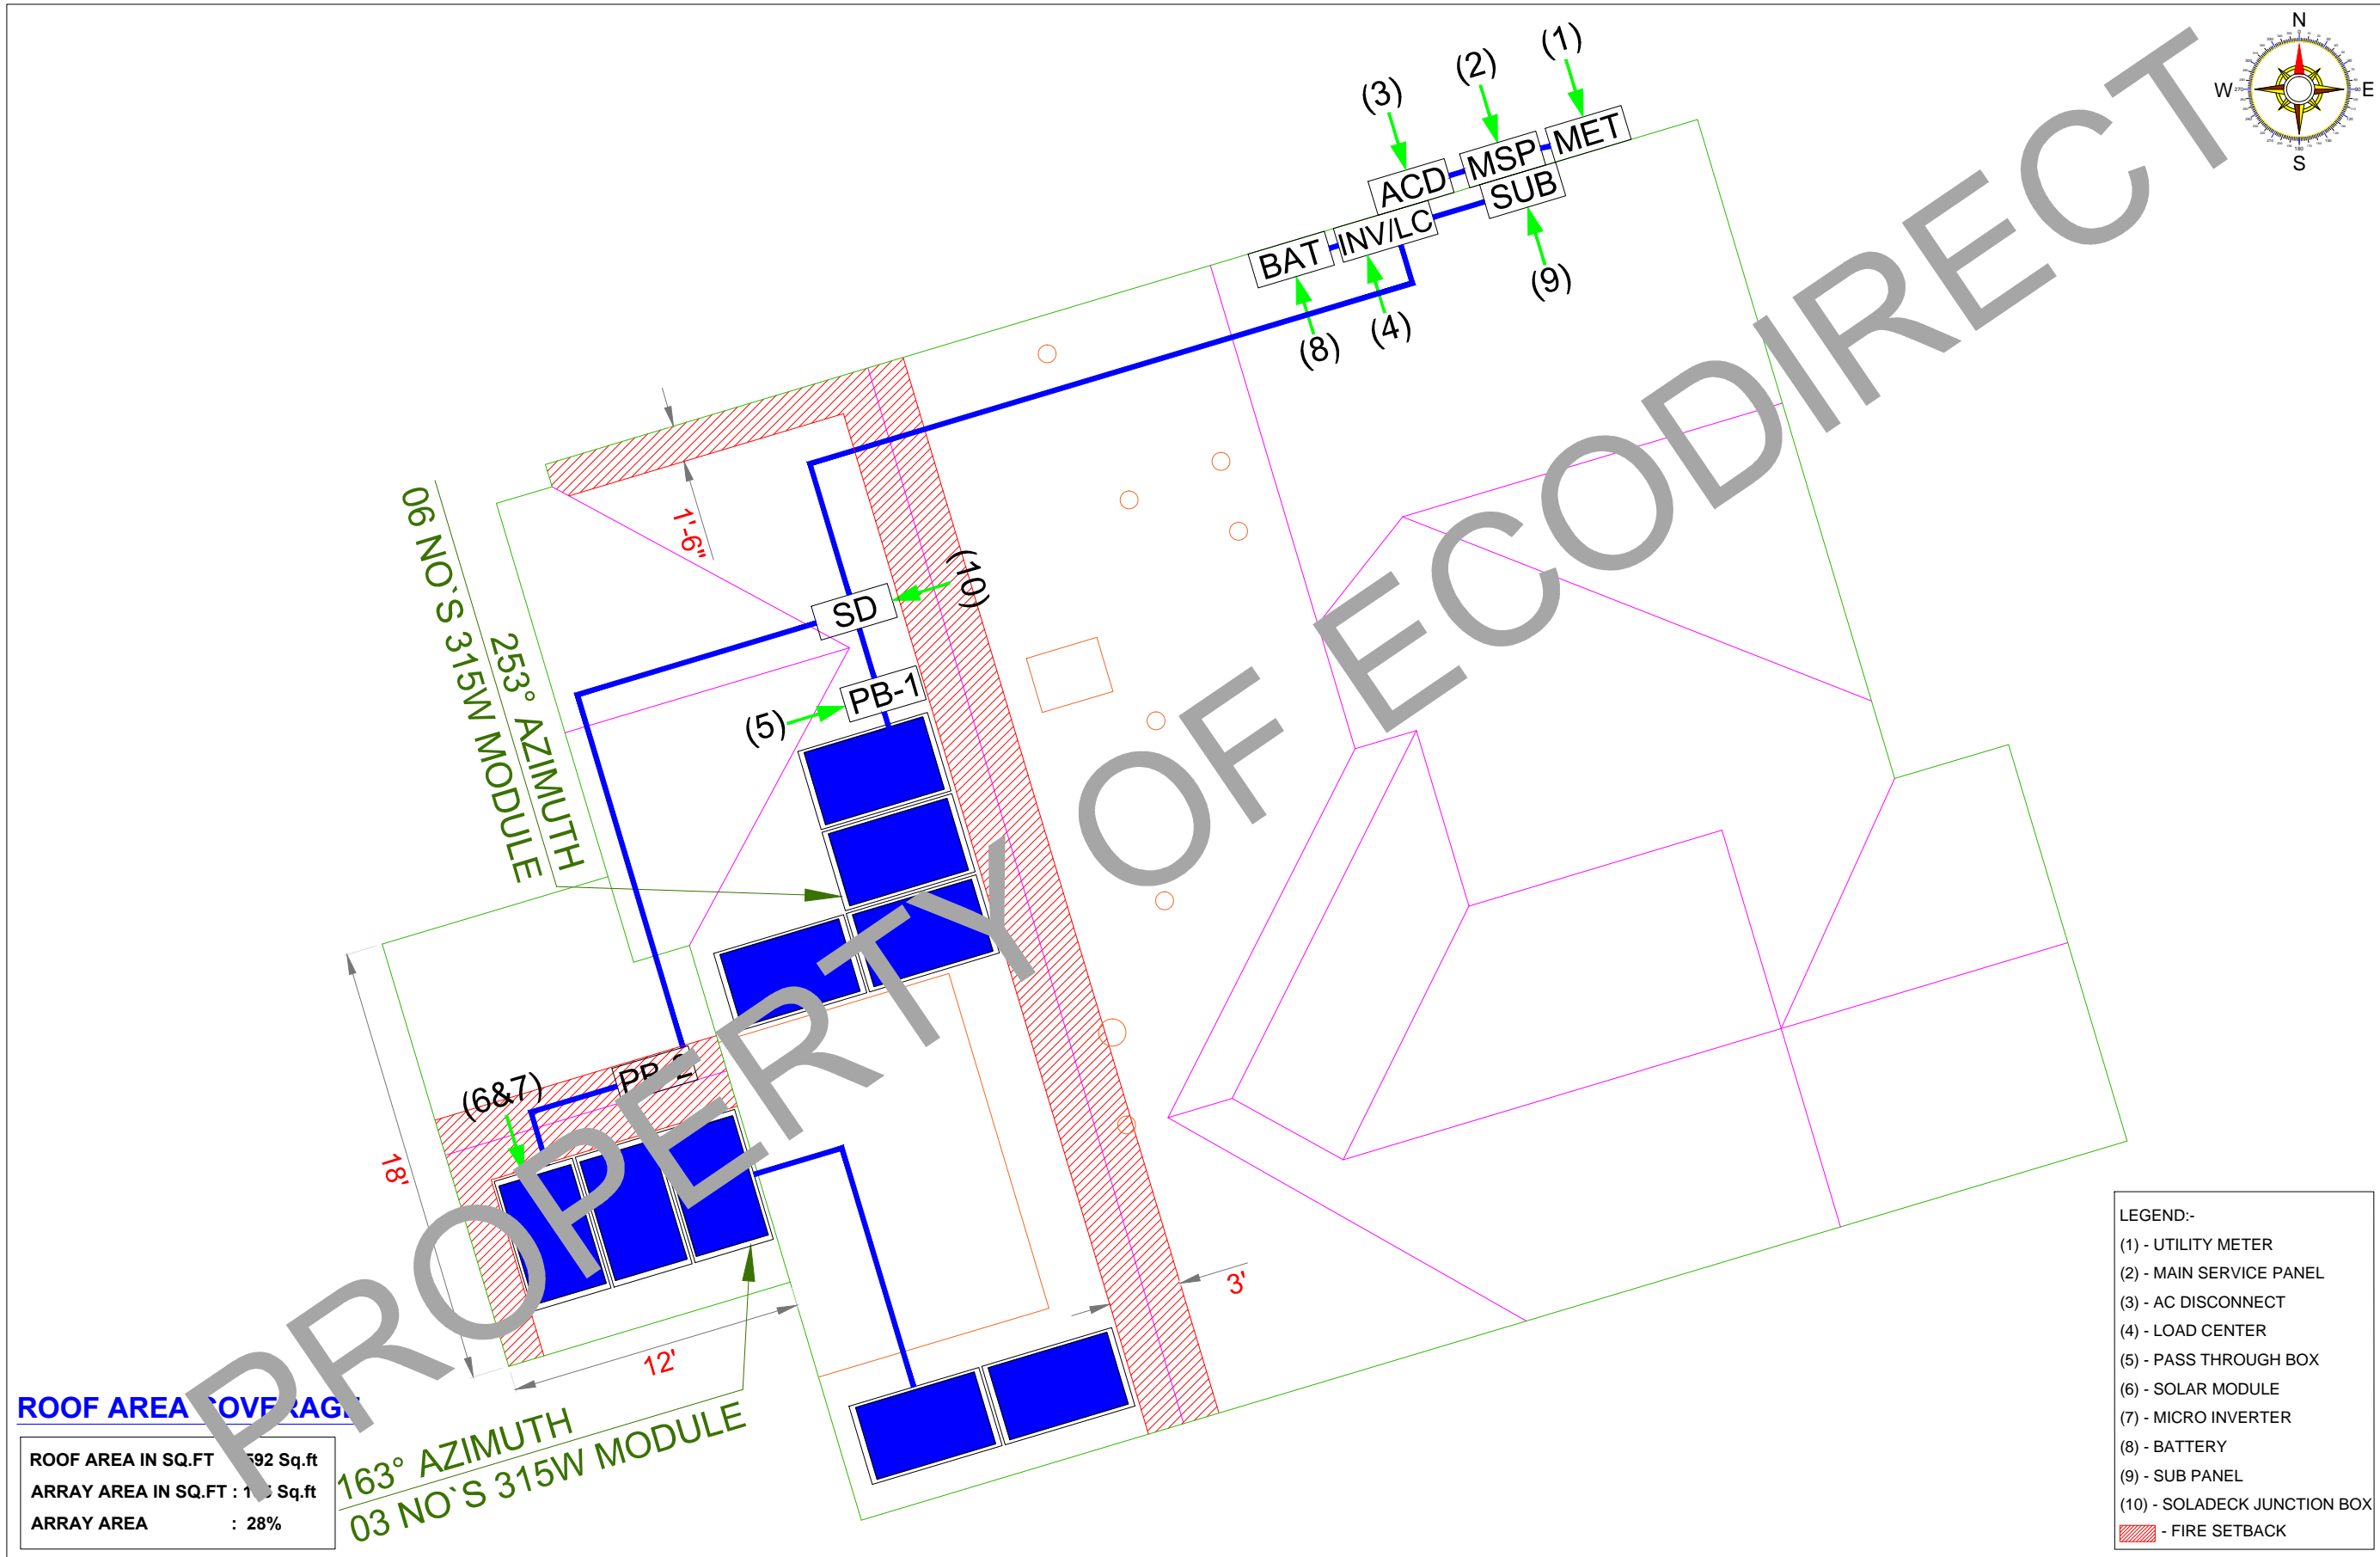 N
W
E
S
(1)
(2)
(3)
MET
MSP
ACD
SUB
INV/LC
BAT
(9)
(4)
(8)
1'-6"
06 NO`S 315W MODULE
253° AZIMUTH
(10)
SD
PB-1
(5)
(6&7)
18'
12'
3'
163° AZIMUTH
03 NO`S 315W MODULE
PROPERTY OF ECODIRECT
ROOF AREA COVERAGE
ROOF AREA IN SQ.FT Sq.ft
ARRAY AREA IN SQ.FT : Sq.ft
ARRAY AREA : 28%
LEGEND:-
(1) - UTILITY METER
(2) - MAIN SERVICE PANEL
(3) - AC DISCONNECT
(4) - LOAD CENTER
(5) - PASS THROUGH BOX
(6) - SOLAR MODULE
(7) - MICRO INVERTER
(8) - BATTERY
(9) - SUB PANEL
(10) - SOLADECK JUNCTION BOX
- FIRE SETBACK